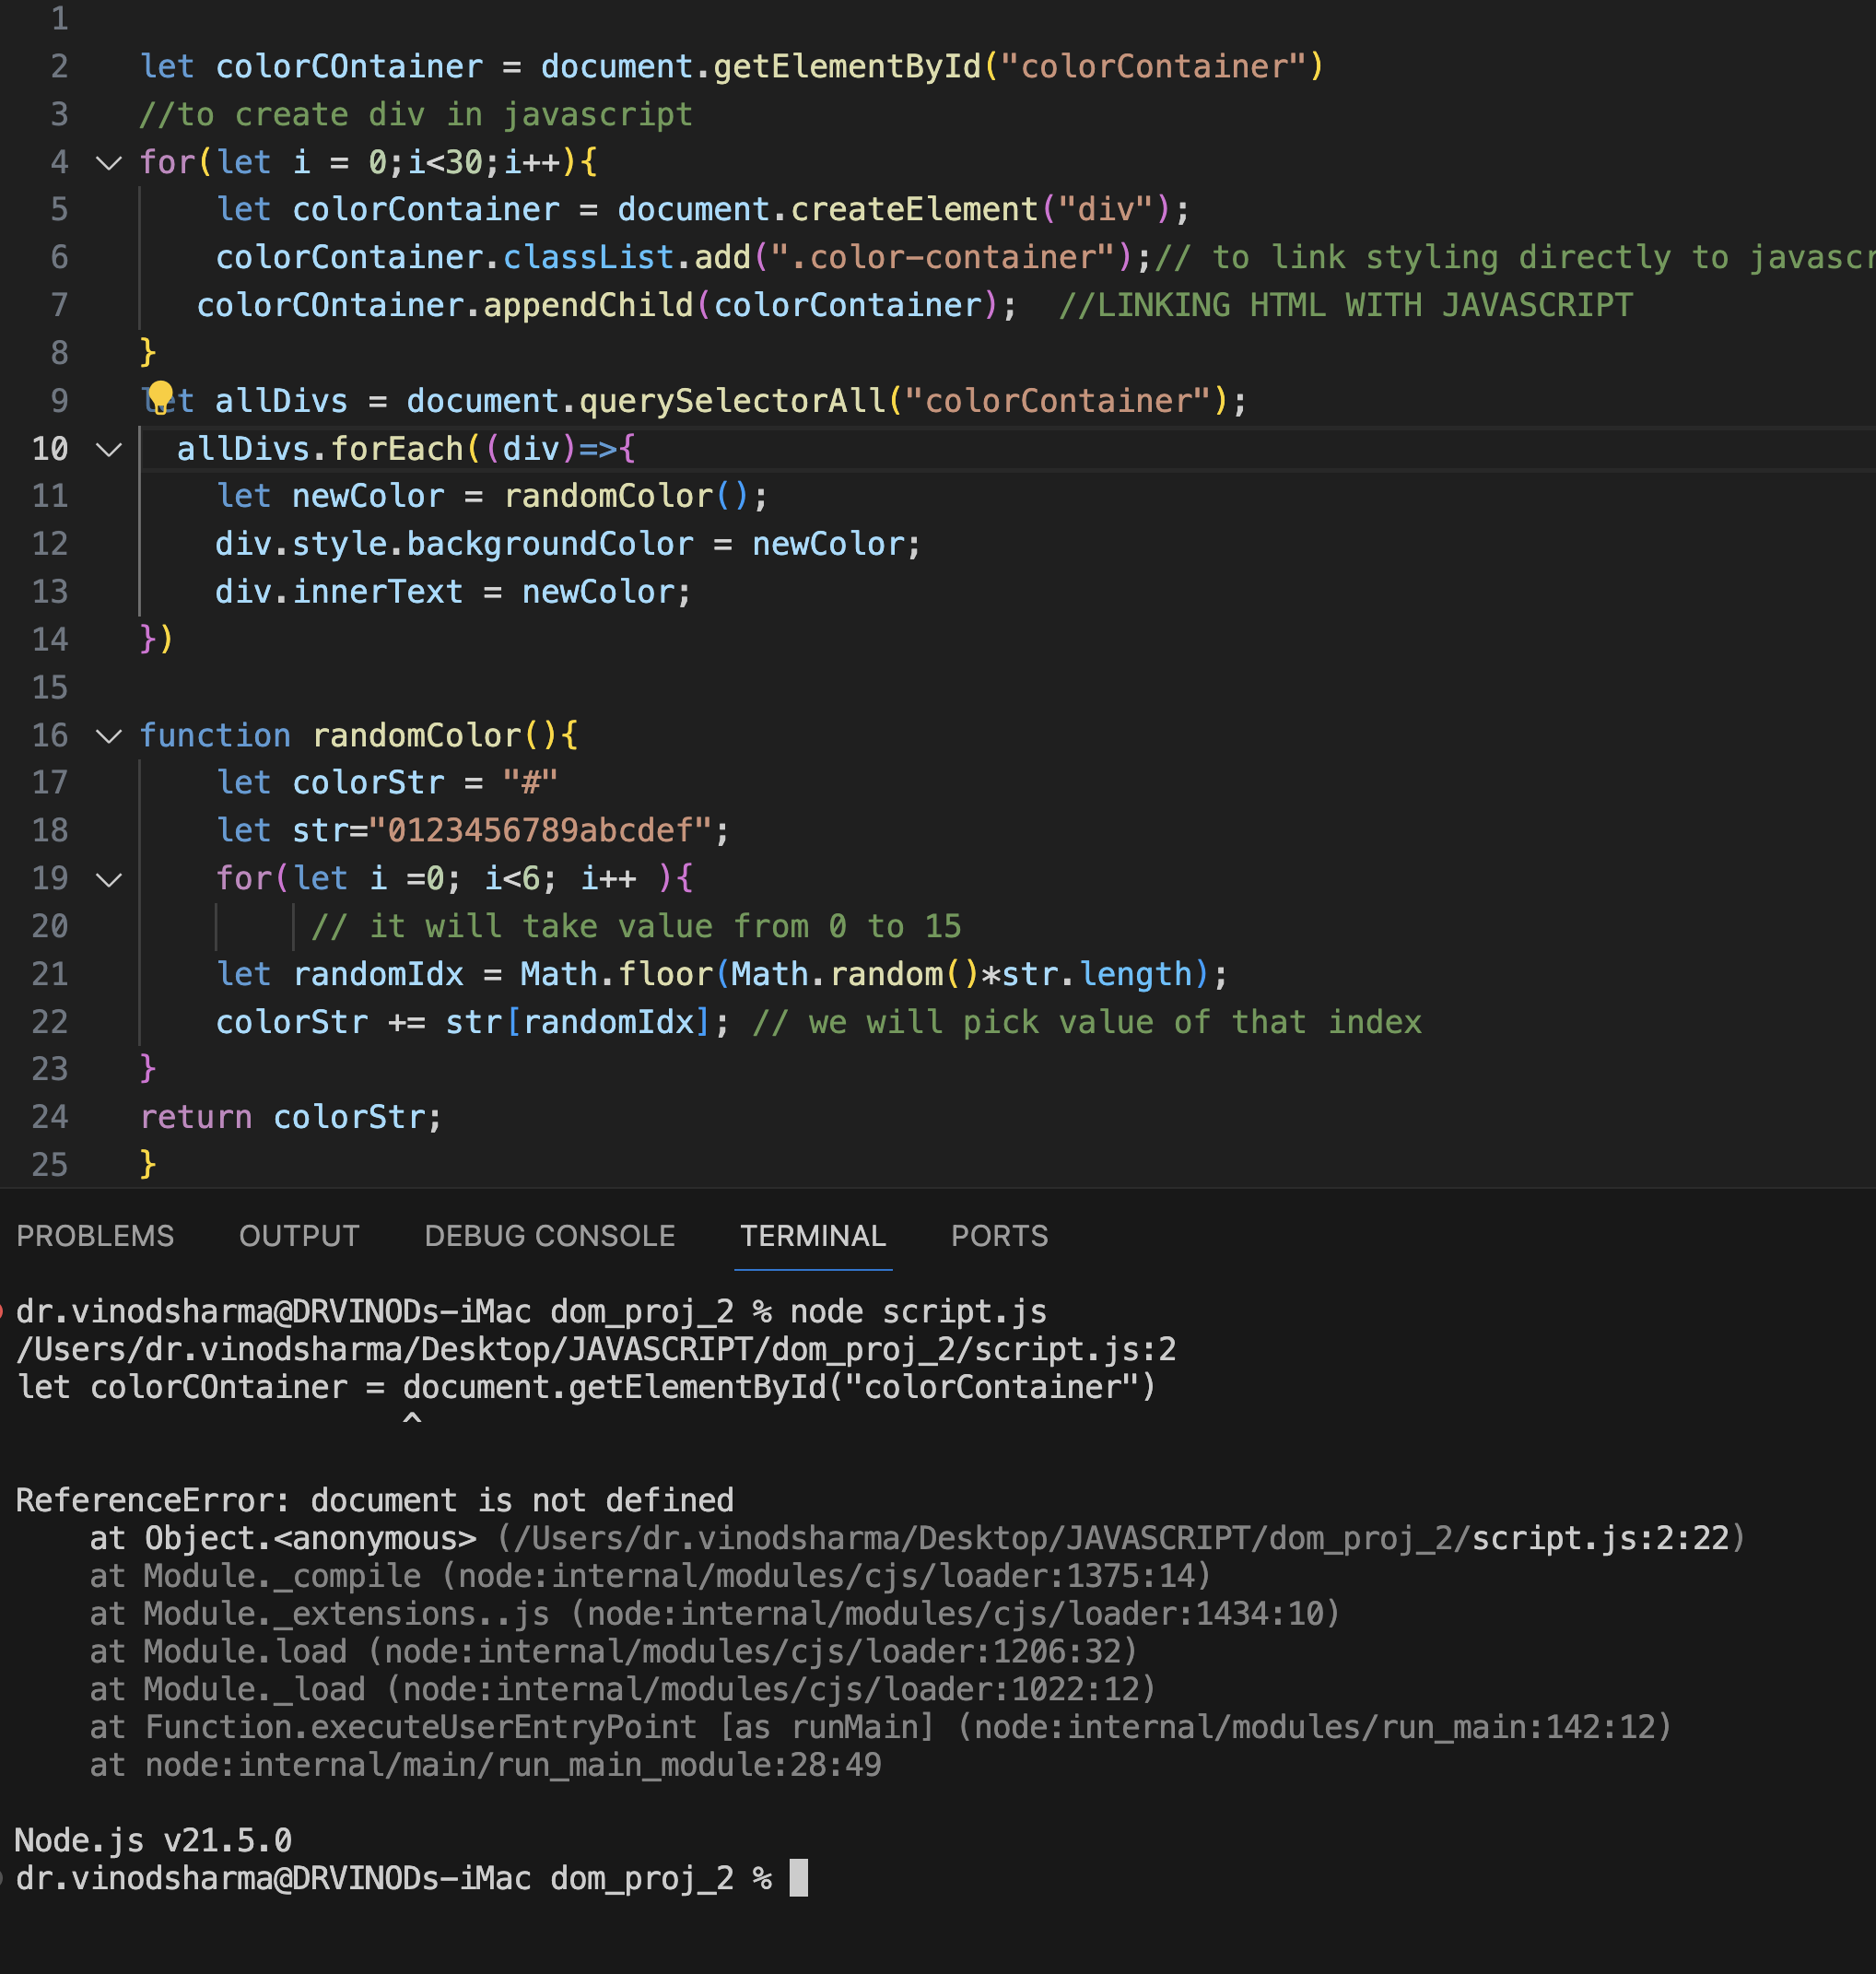 1
2 let colorCOntainer = document.getElementById("colorContainer")
3 //to create div in javascript
4 for(let i = 0;i<30;i++){
5 let colorContainer = document.createElement("div");
6 colorContainer.classList.add(".color-container");// to link styling directly to javascr
7 colorCOntainer.appendChild(colorContainer);  //LINKING HTML WITH JAVASCRIPT
8 }
9 let allDivs = document.querySelectorAll("colorContainer");
10 allDivs.forEach((div)=>{
11 let newColor = randomColor();
12 div.style.backgroundColor = newColor;
13 div.innerText = newColor;
14 })
15
16 function randomColor(){
17 let colorStr = "#"
18 let str="0123456789abcdef";
19 for(let i =0; i<6; i++ ){
20 // it will take value from 0 to 15
21 let randomIdx = Math.floor(Math.random()*str.length);
22 colorStr += str[randomIdx]; // we will pick value of that index
23 }
24 return colorStr;
25 }
PROBLEMS OUTPUT DEBUG CONSOLE TERMINAL PORTS
dr.vinodsharma@DRVINODs-iMac dom_proj_2 % node script.js
/Users/dr.vinodsharma/Desktop/JAVASCRIPT/dom_proj_2/script.js:2
let colorCOntainer = document.getElementById("colorContainer")
^
ReferenceError: document is not defined
at Object.<anonymous> (/Users/dr.vinodsharma/Desktop/JAVASCRIPT/dom_proj_2/script.js:2:22)
at Module._compile (node:internal/modules/cjs/loader:1375:14)
at Module._extensions..js (node:internal/modules/cjs/loader:1434:10)
at Module.load (node:internal/modules/cjs/loader:1206:32)
at Module._load (node:internal/modules/cjs/loader:1022:12)
at Function.executeUserEntryPoint [as runMain] (node:internal/modules/run_main:142:12)
at node:internal/main/run_main_module:28:49
Node.js v21.5.0
dr.vinodsharma@DRVINODs-iMac dom_proj_2 %